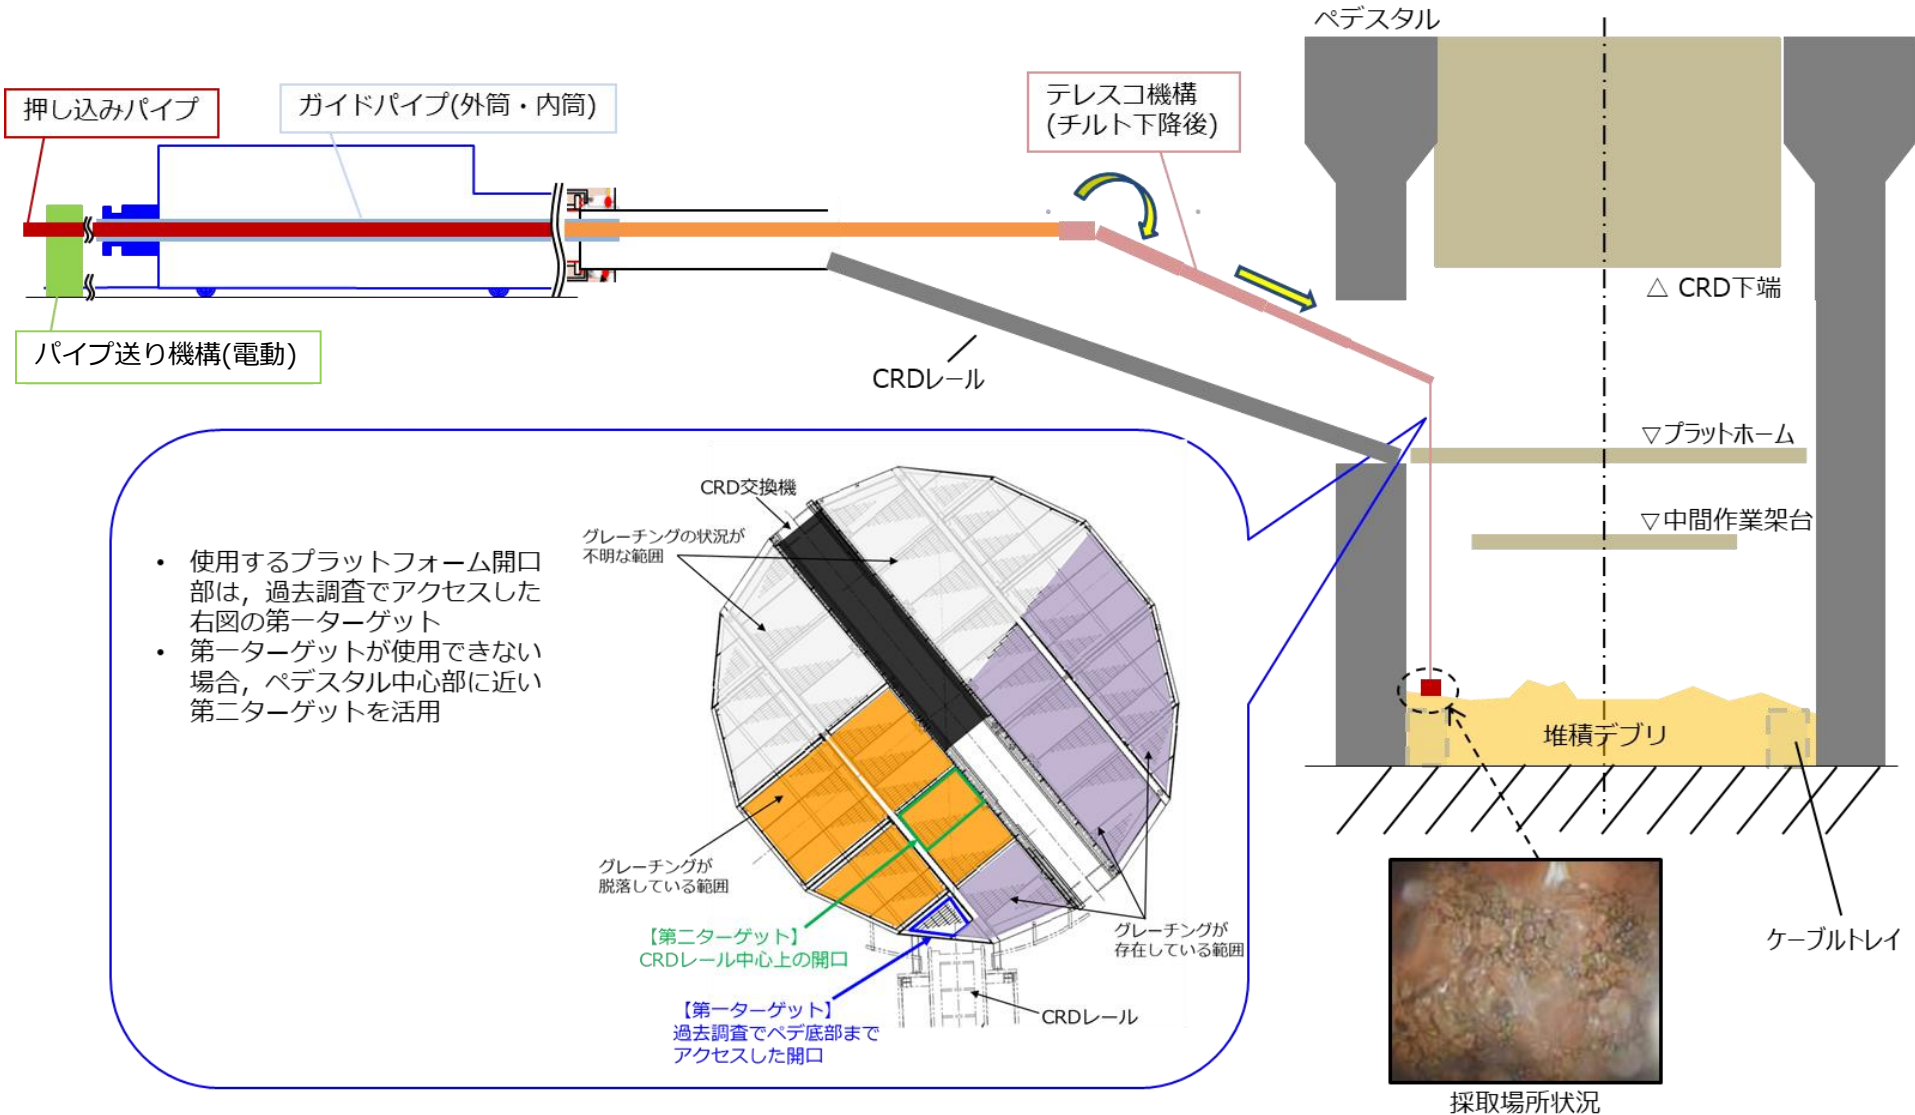 ペデスタル
押し込みパイプ
ガイドパイプ(外筒・内筒)
テレスコ機構
(チルト下降後)
△ CRD下端
パイプ送り機構(電動)
CRDレール
▽プラットホーム
▽中間作業架台
堆積デブリ
ケーブルトレイ
採取場所状況
• 使用するプラットフォーム開口
部は，過去調査でアクセスした
右図の第一ターゲット
• 第一ターゲットが使用できない
場合，ペデスタル中心部に近い
第二ターゲットを活用
CRD交換機
グレーチングの状況が
不明な範囲
グレーチングが
脱落している範囲
【第二ターゲット】
CRDレール中心上の開口
【第一ターゲット】
過去調査でペデ底部まで
アクセスした開口
グレーチングが
存在している範囲
CRDレール